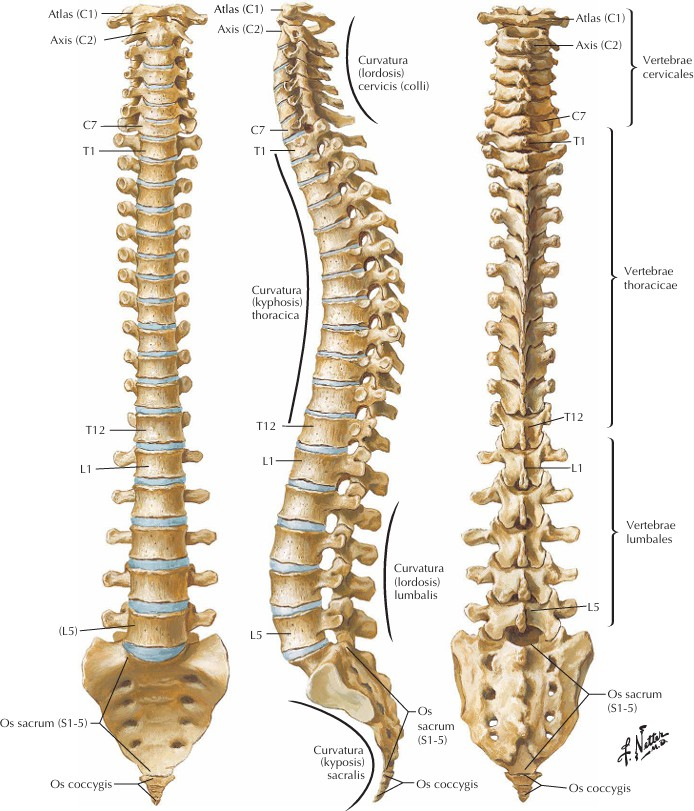 Atlas (C1)
Axis (C2)
C7
T1
T12
L1
(L5)
Os sacrum (S1-5)
Os coccygis
Atlas (C1)
Axis (C2)
C7
T1
Curvatura
(lordosis)
cervicis (colli)
Curvatura
(kyphosis)
thoracica
T12
L1
Curvatura
(lordosis)
lumbalis
L5
Os
sacrum
(S1-5)
Curvatura
(kyposis)
sacralis
Os coccygis
Atlas (C1)
Axis (C2)
Vertebrae
cervicales
C7
T1
Vertebrae
thoracicae
T12
L1
Vertebrae
lumbales
L5
Os sacrum
(S1-5)
Os coccygis
F. Netter
M.D.